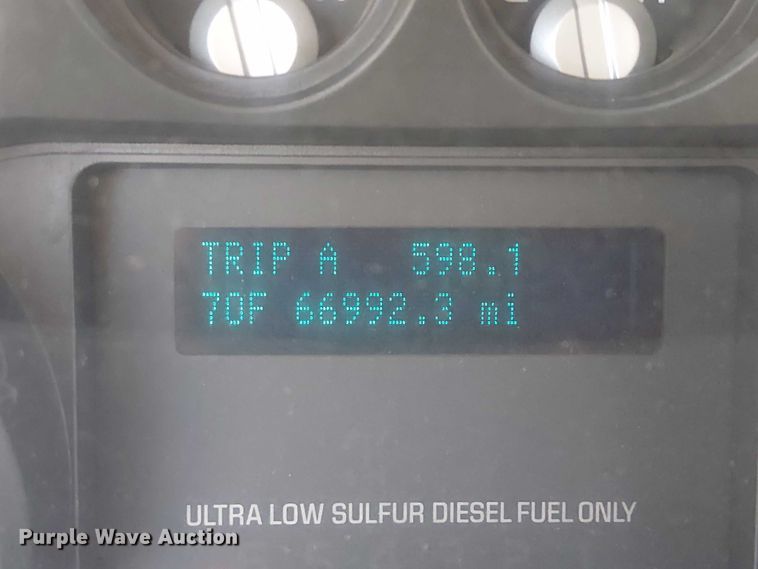 TRIP A 598.1
70F 66992.3 mi
ULTRA LOW SULFUR DIESEL FUEL ONLY
Purple Wave Auction